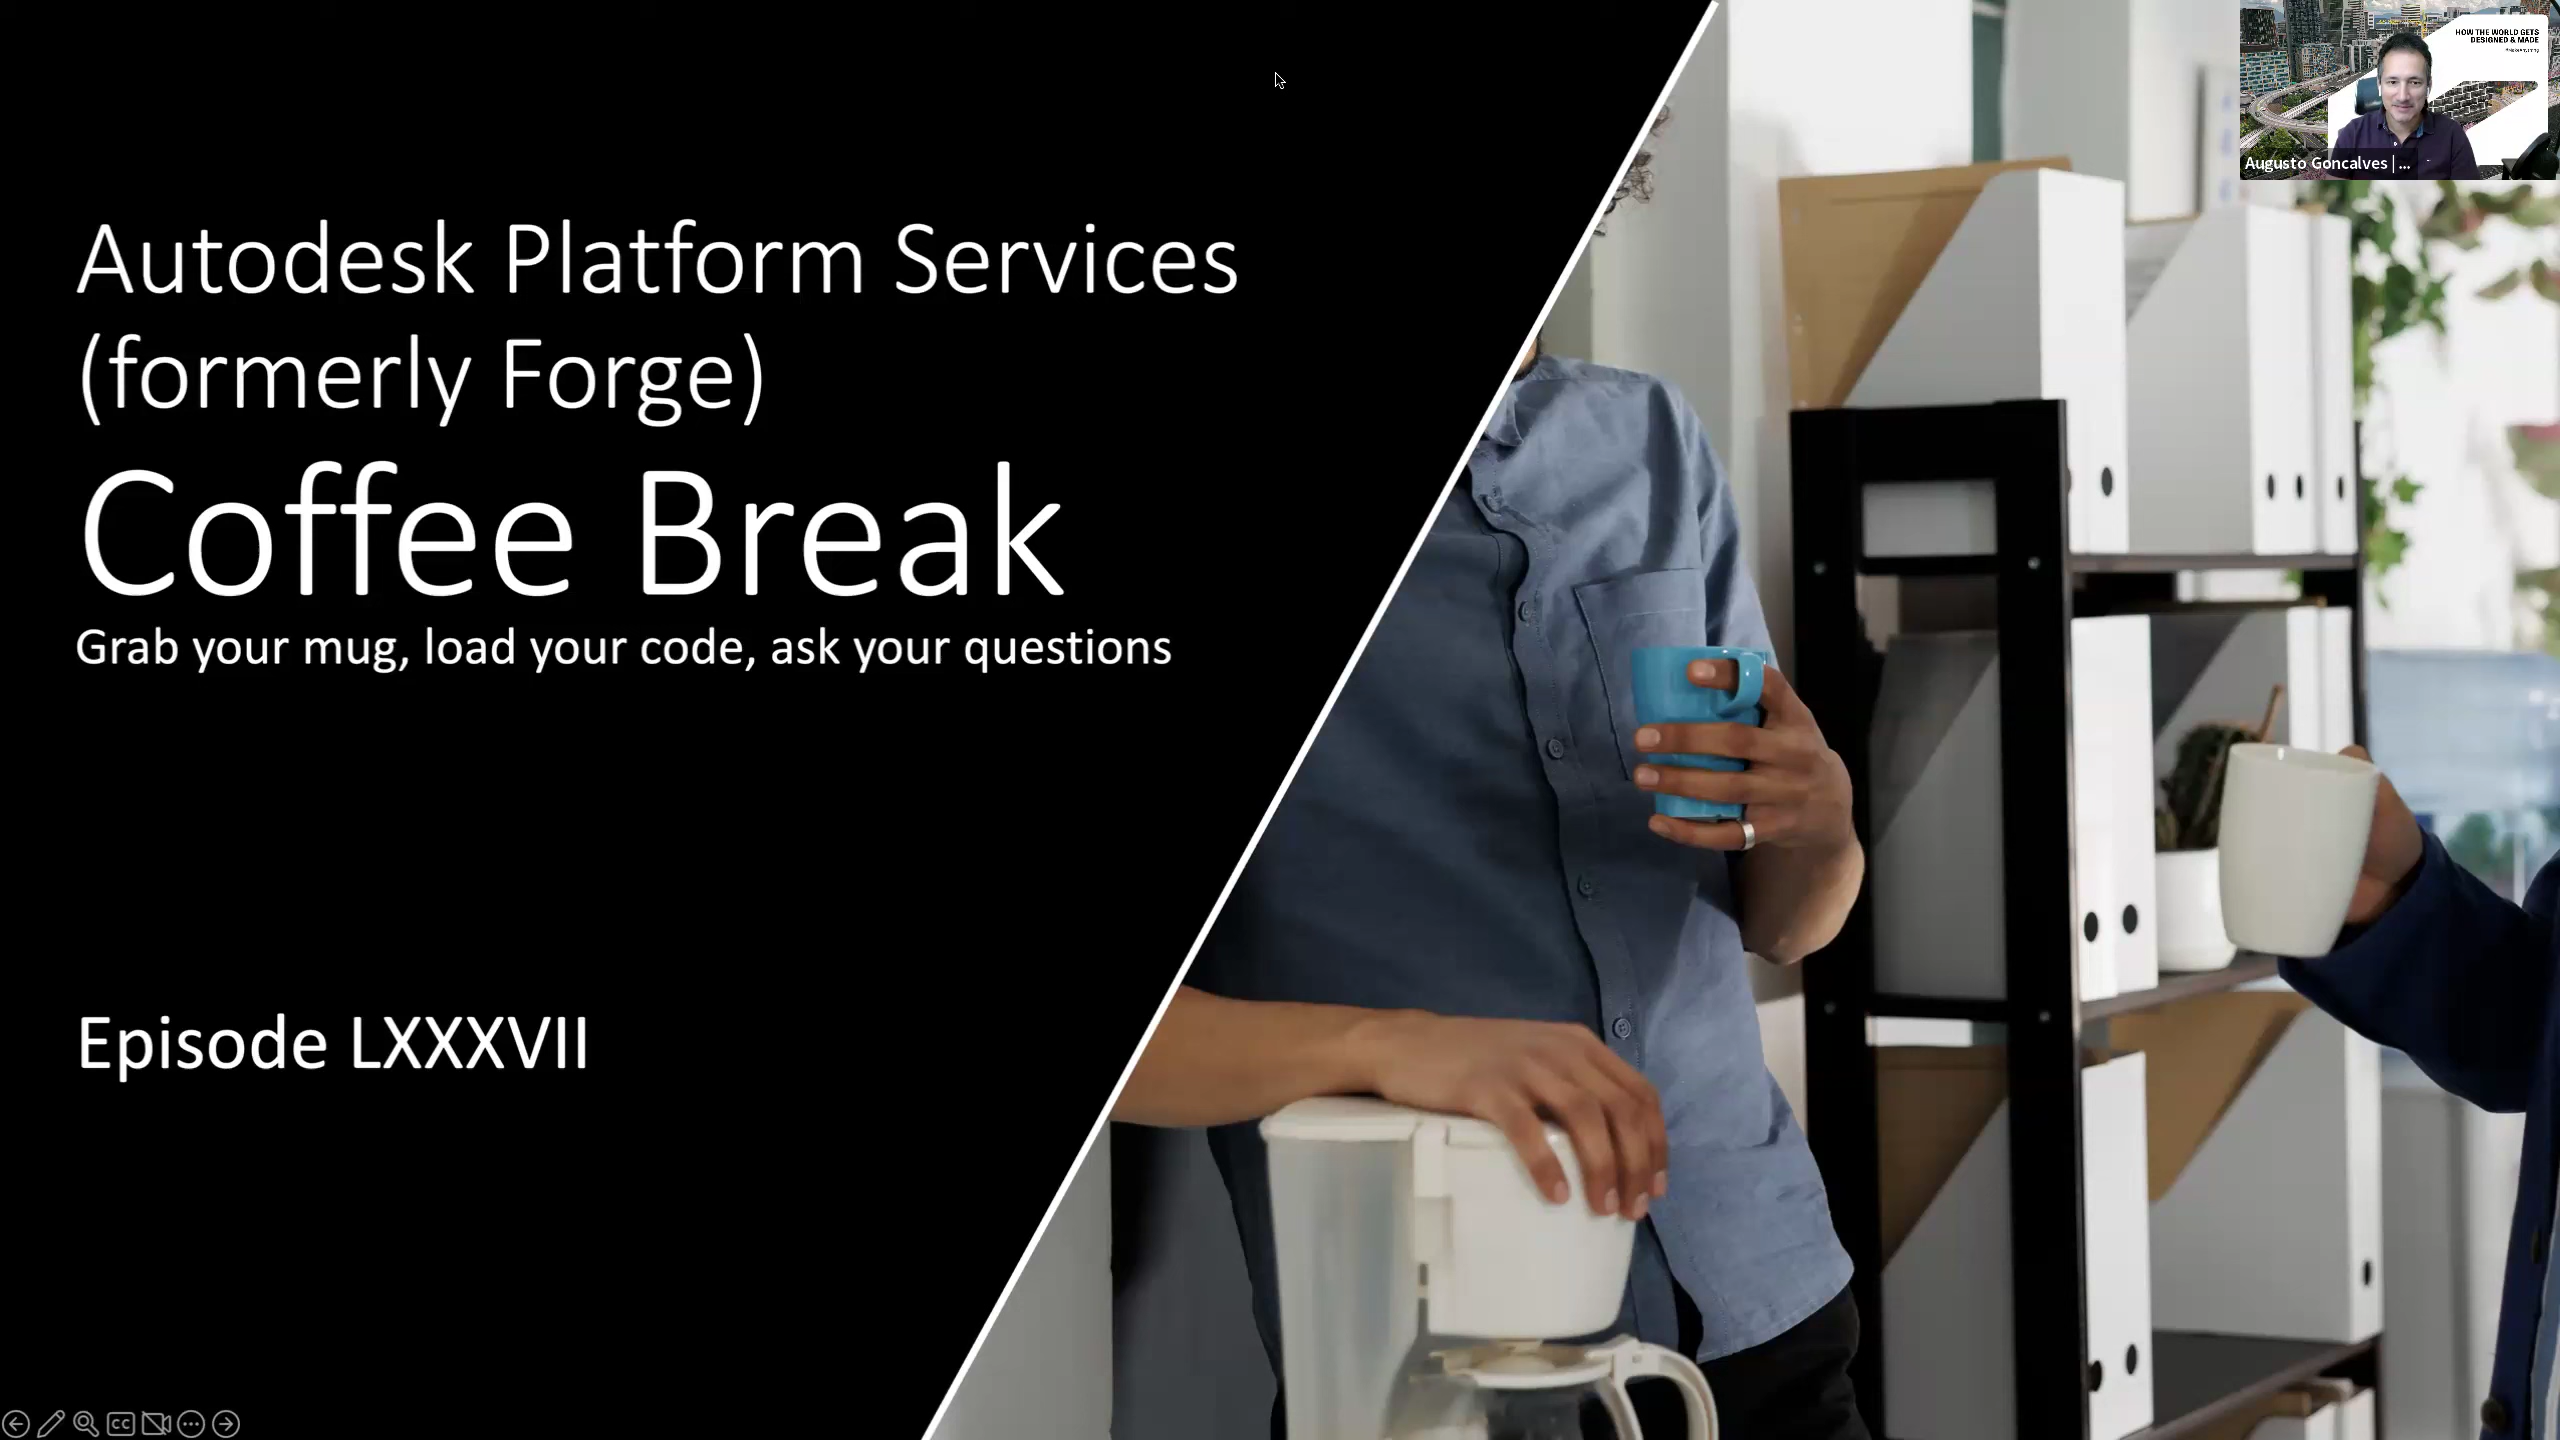 Autodesk Platform Services
(formerly Forge)
Coffee Break
Grab your mug, load your code, ask your questions
Episode LXXXVII
HOW THE WORLD GETS
DESIGNED & MADE
Augusto Goncalves | ...
CC